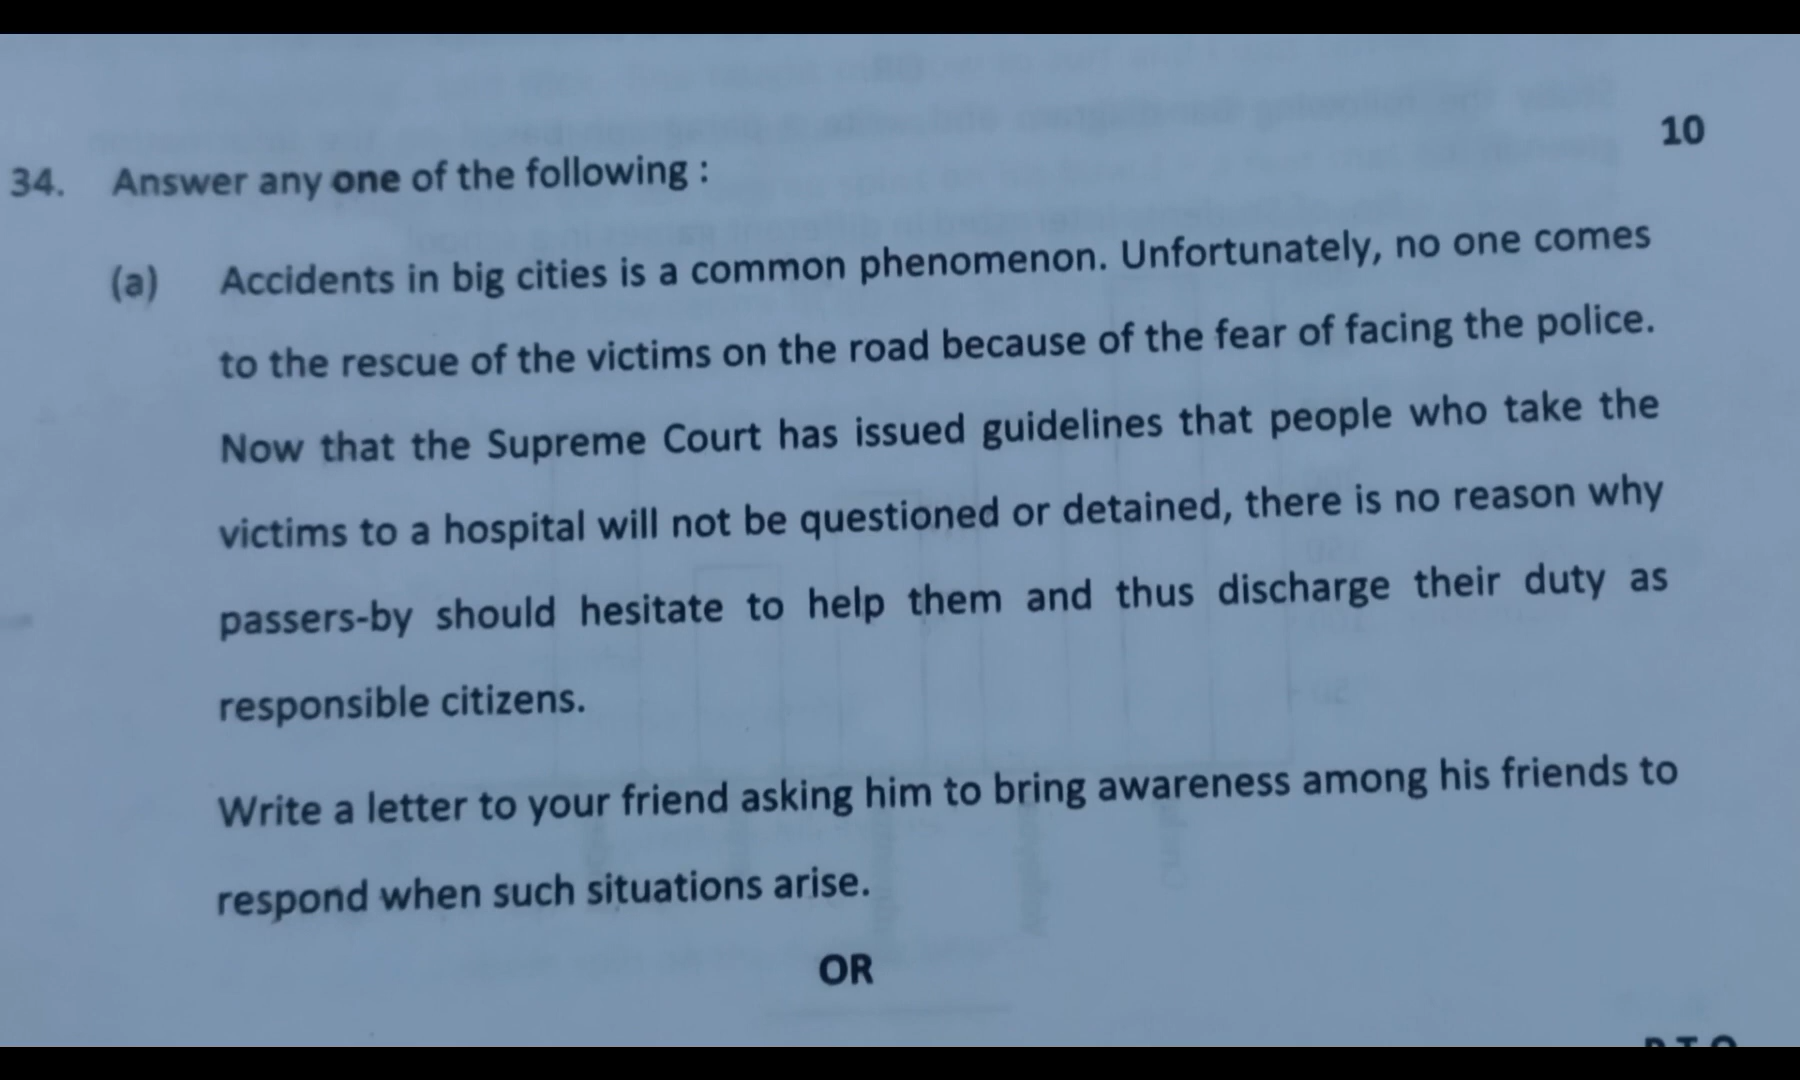 10
34. Answer any one of the following :
(a) Accidents in big cities is a common phenomenon. Unfortunately, no one comes
to the rescue of the victims on the road because of the fear of facing the police.
Now that the Supreme Court has issued guidelines that people who take the
victims to a hospital will not be questioned or detained, there is no reason why
passers-by should hesitate to help them and thus discharge their duty as
responsible citizens.
Write a letter to your friend asking him to bring awareness among his friends to
respond when such situations arise.
OR